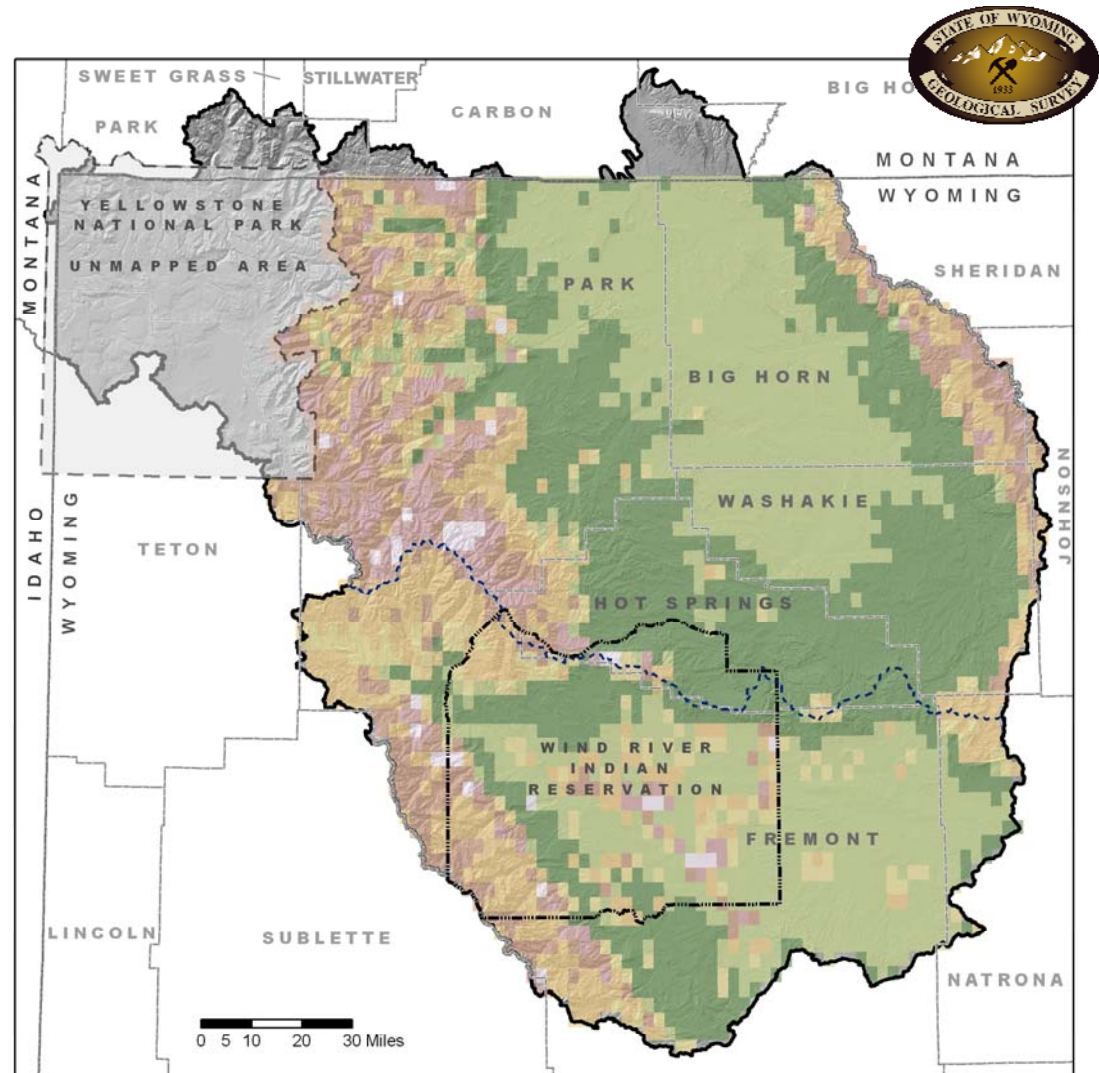 STATE OF WYOMING
1933
GEOLOGICAL SURVEY
SWEET GRASS
STILLWATER
PARK
CARBON
MONTANA
WYOMING
MONTANA
YELLOWSTONE
NATIONAL PARK
UNMAPPED AREA
PARK
SHERIDAN
BIG HORN
WASHAKIE
JOHNSON
IDAHO
WYOMING
TETON
HOT SPRINGS
WIND RIVER
INDIAN
RESERVATION
FREMONT
LINCOLN
SUBLETTE
NATRONA
0 5 10 20 30 Miles